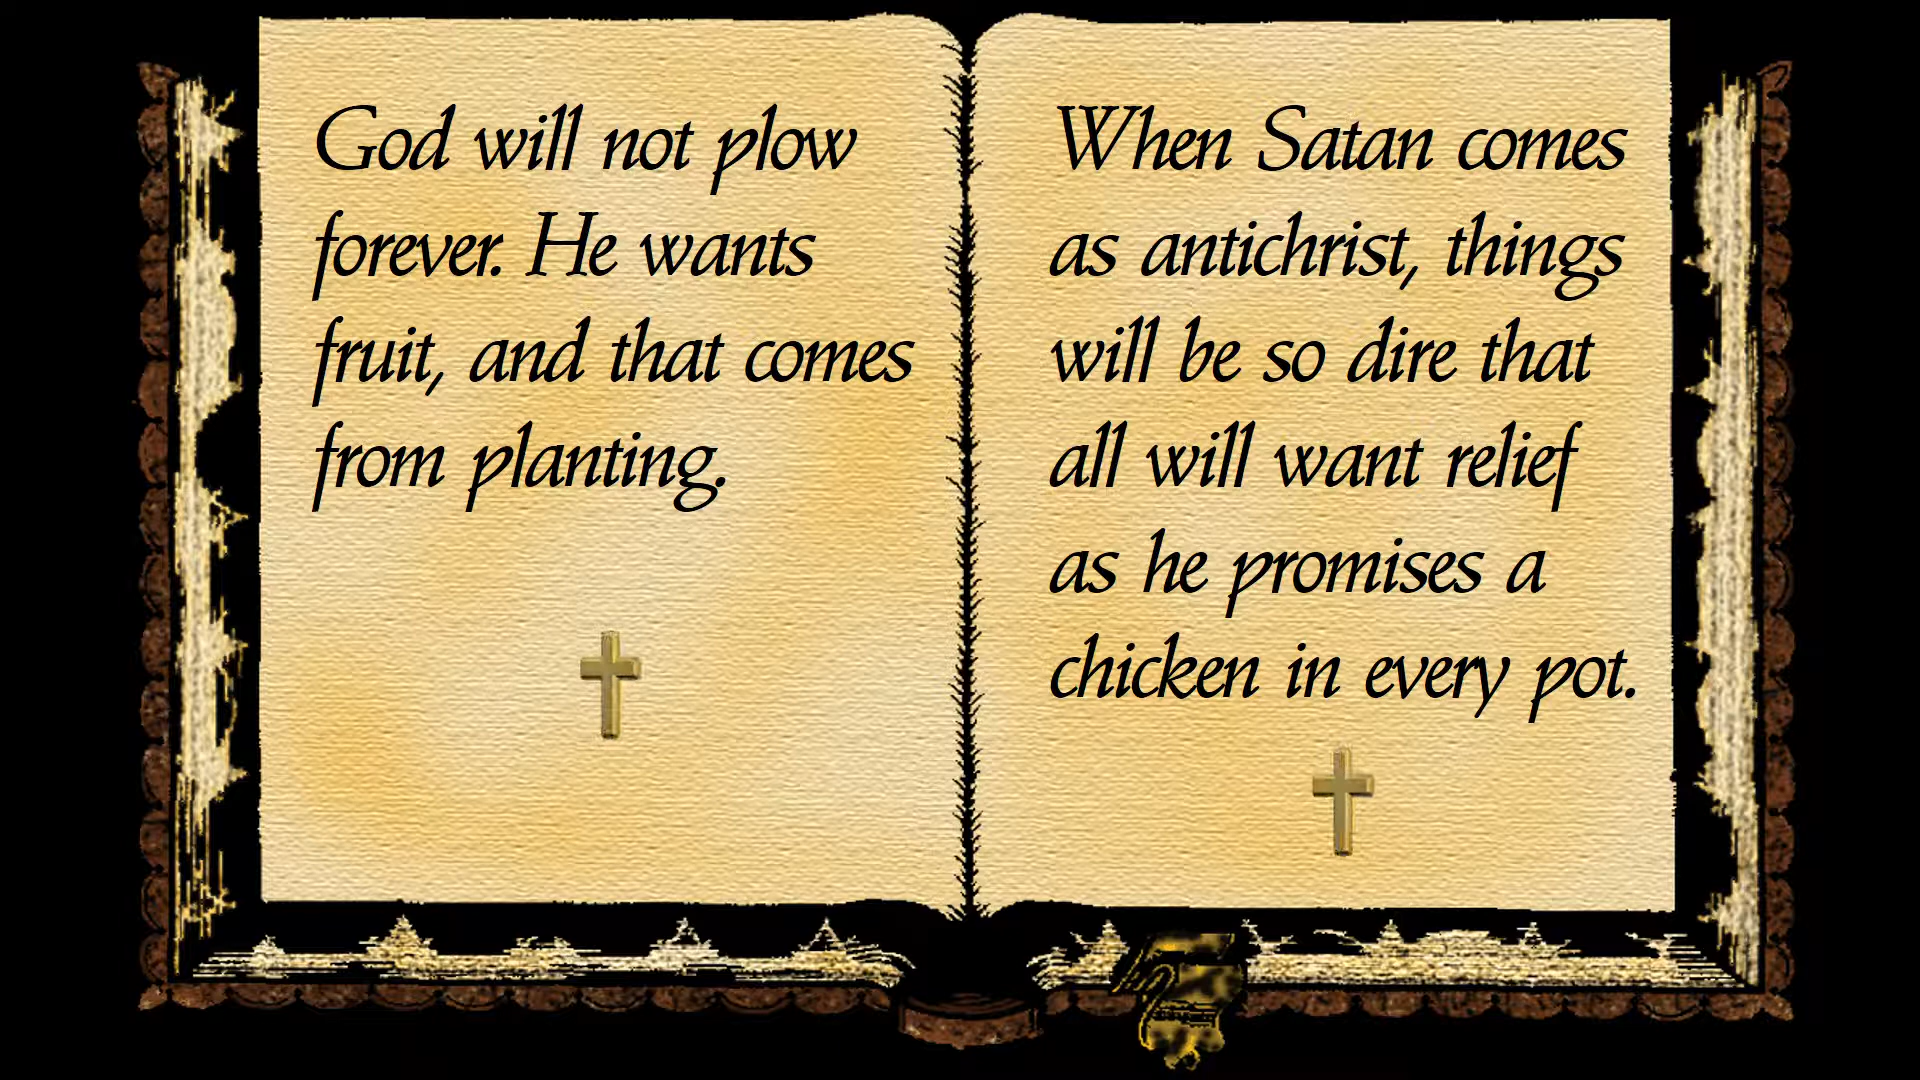 God will not plow
forever. He wants
fruit, and that comes
from planting.
When Satan comes
as antichrist, things
will be so dire that
all will want relief
as he promises a
chicken in every pot.